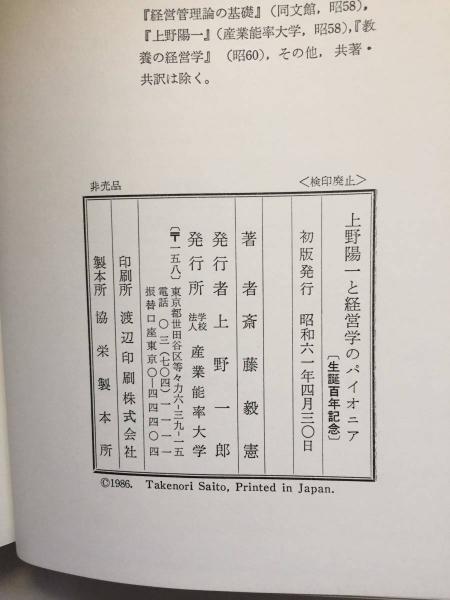 『経営管理論の基礎』(同文館,昭58),
『上野陽一』(産業能率大学,昭58),『教
養の経営学』(昭60),その他,共著・
共訳は除く。
<検印廃止>
非売品
上野陽一と経営学のパイオニア
〔生誕百年記念〕
初版発行 昭和六一年四月三〇日
著者 斎藤毅憲
発行者 上野一郎
発行所 学校法人 産業能率大学
〔〒一五八〕東京都世田谷区等々力六-三九-一五
電話 〇三(七〇四)一一一一
振替口座東京〇-四四四〇四
印刷所 渡辺印刷株式会社
製本所 協栄製本所
©1986. Takenori Saito, Printed in Japan.